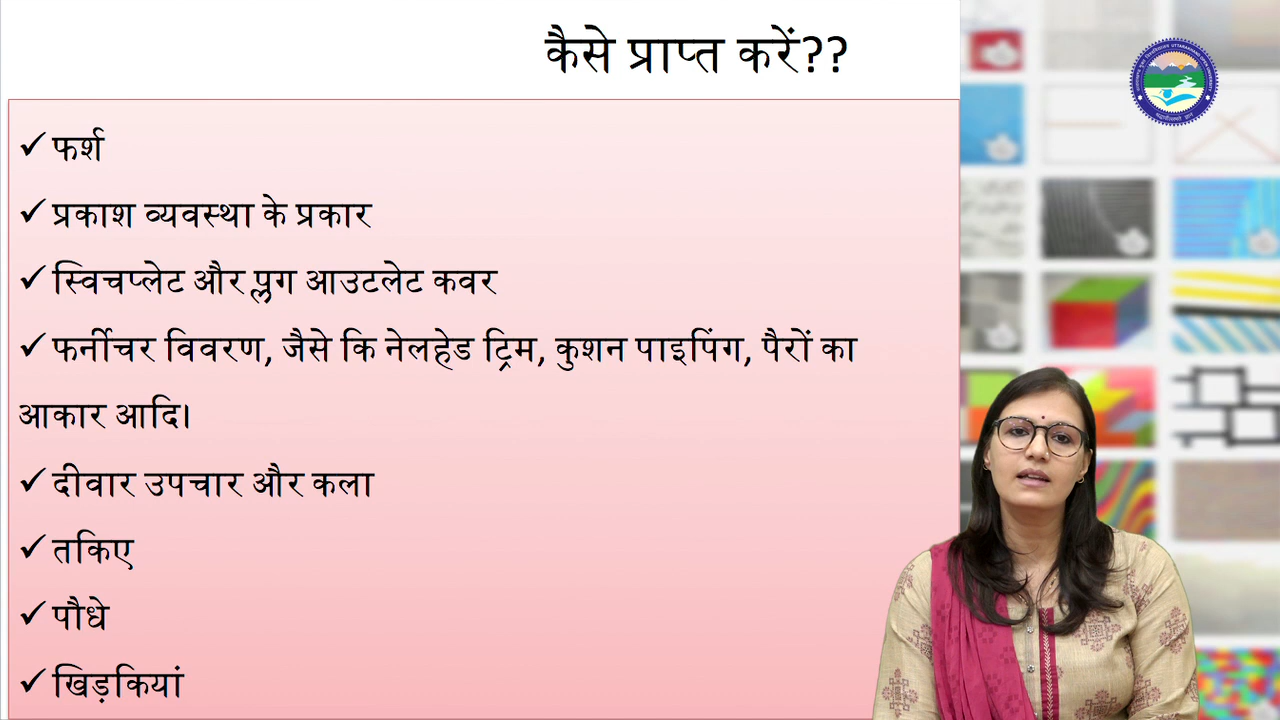 कैसे प्राप्त करें??
✓ फर्श
✓ प्रकाश व्यवस्था के प्रकार
✓ स्विचप्लेट और प्लग आउटलेट कवर
✓ फर्नीचर विवरण, जैसे कि नेलहेड ट्रिम, कुशन पाइपिंग, पैरों का
आकार आदि।
✓ दीवार उपचार और कला
✓ तकिए
✓ पौधे
✓ खिड़कियां